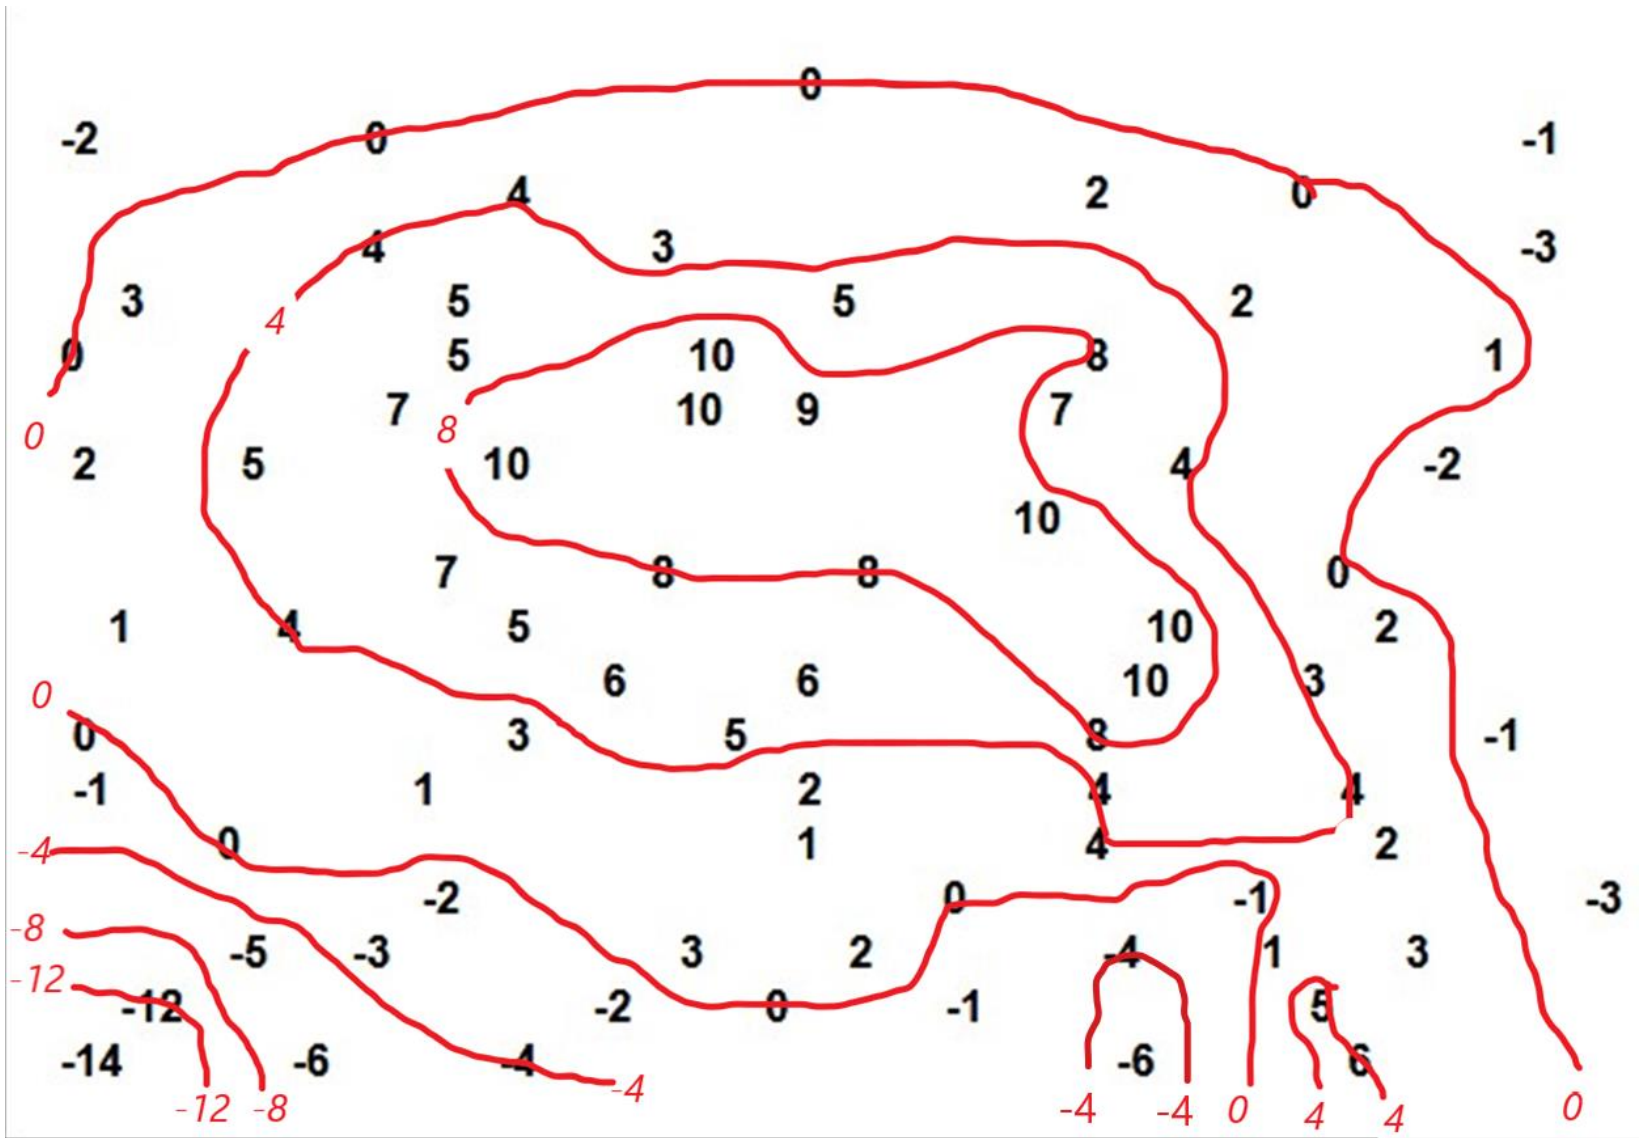 0
-2 0 -1
4 2 0
4 3 -3
3 5 5 2
4
0 5 10 8 1
7 10 9 7
0 8
2 5 10 4 -2
10
7 8 8 0
1 4 5 10 2
6 6 10 3
0
0 3 5 8 -1
-1 1 2 4 4
-4 0 1 4 2
-2 0 -1 -3
-8
-5 -3 3 2 -4 1 3
-12
-12 -2 0 -1 5
-14 -6 -4 -6 6
-4
-12 -8 -4 -4 0 4 4 0